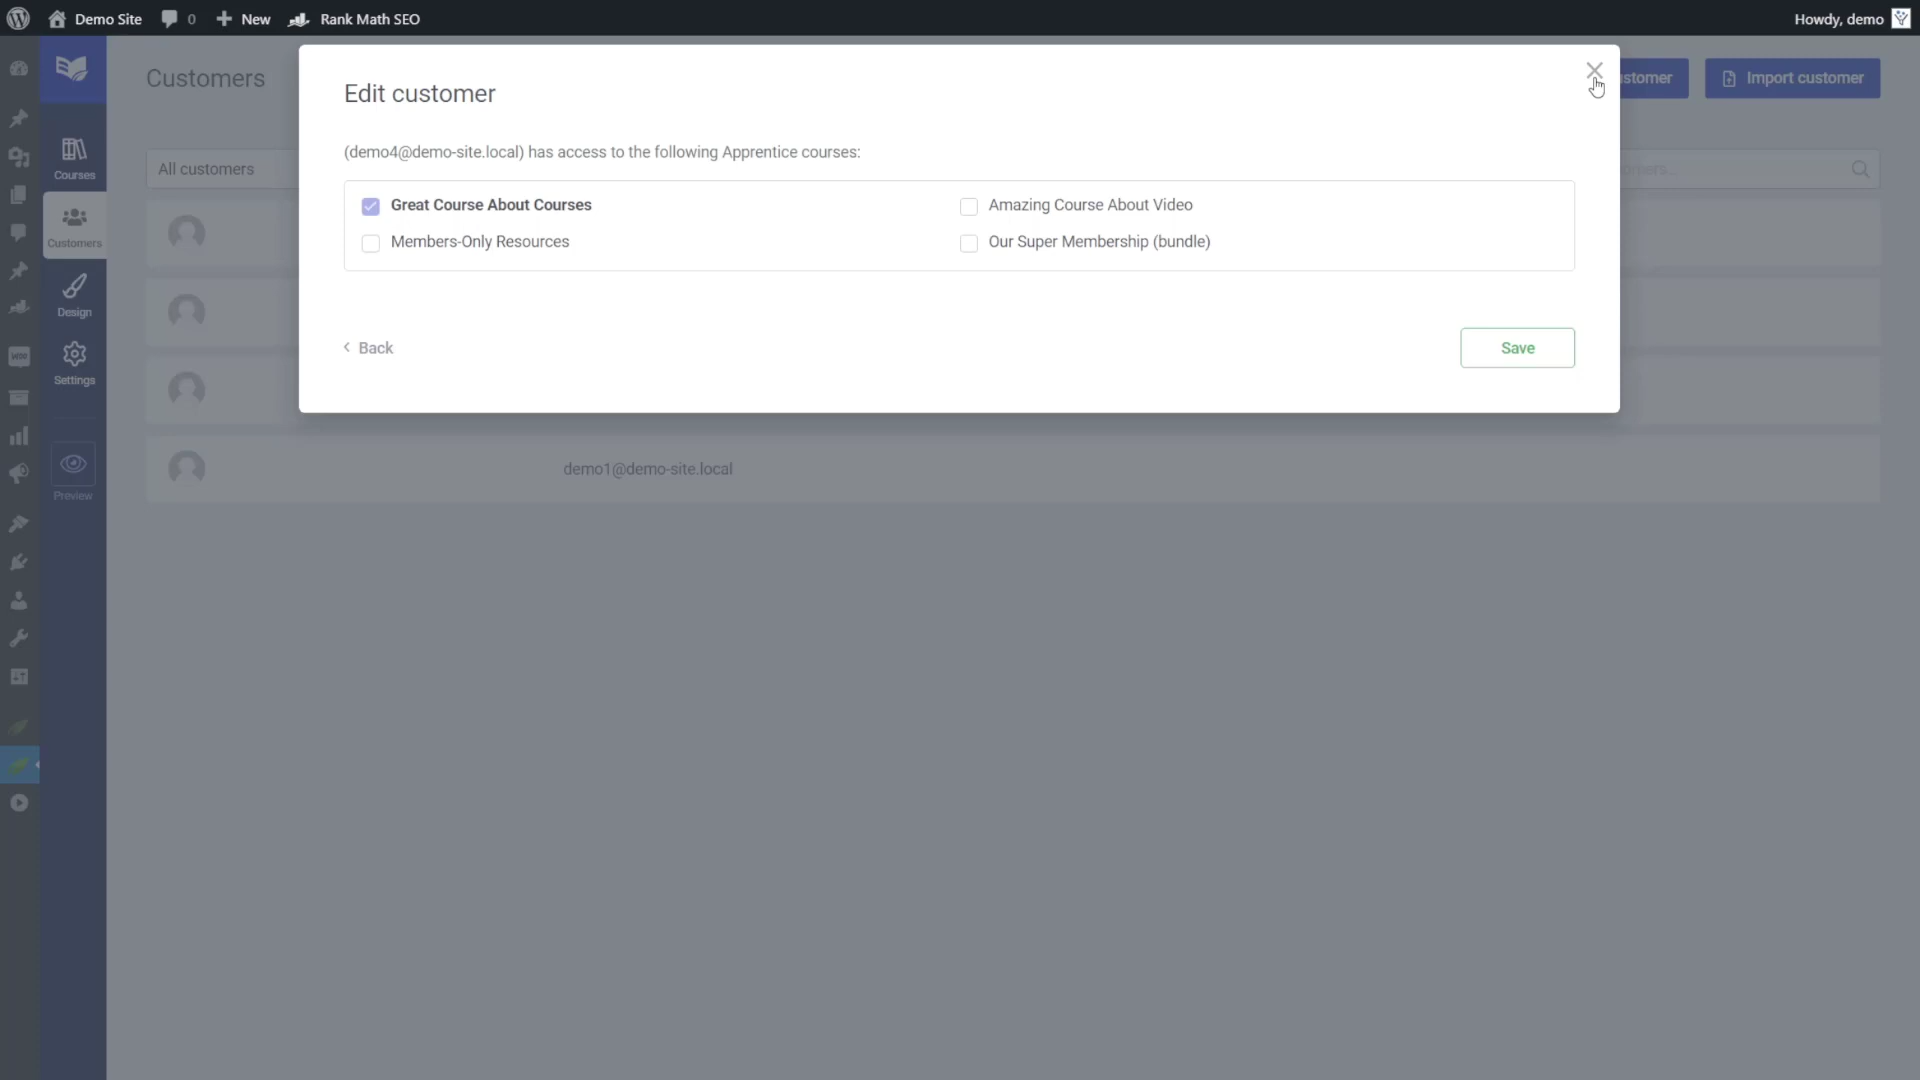 Demo Site
0
New
Rank Math SEO
Howdy, demo
Customers
Edit customer
ustomer
Import customer
(demo4@demo-site.local) has access to the following Apprentice courses:
All customers
Great Course About Courses
Amazing Course About Video
Members-Only Resources
Our Super Membership (bundle)
Back
Save
demo1@demo-site.local
Courses
Customers
Design
Settings
Preview